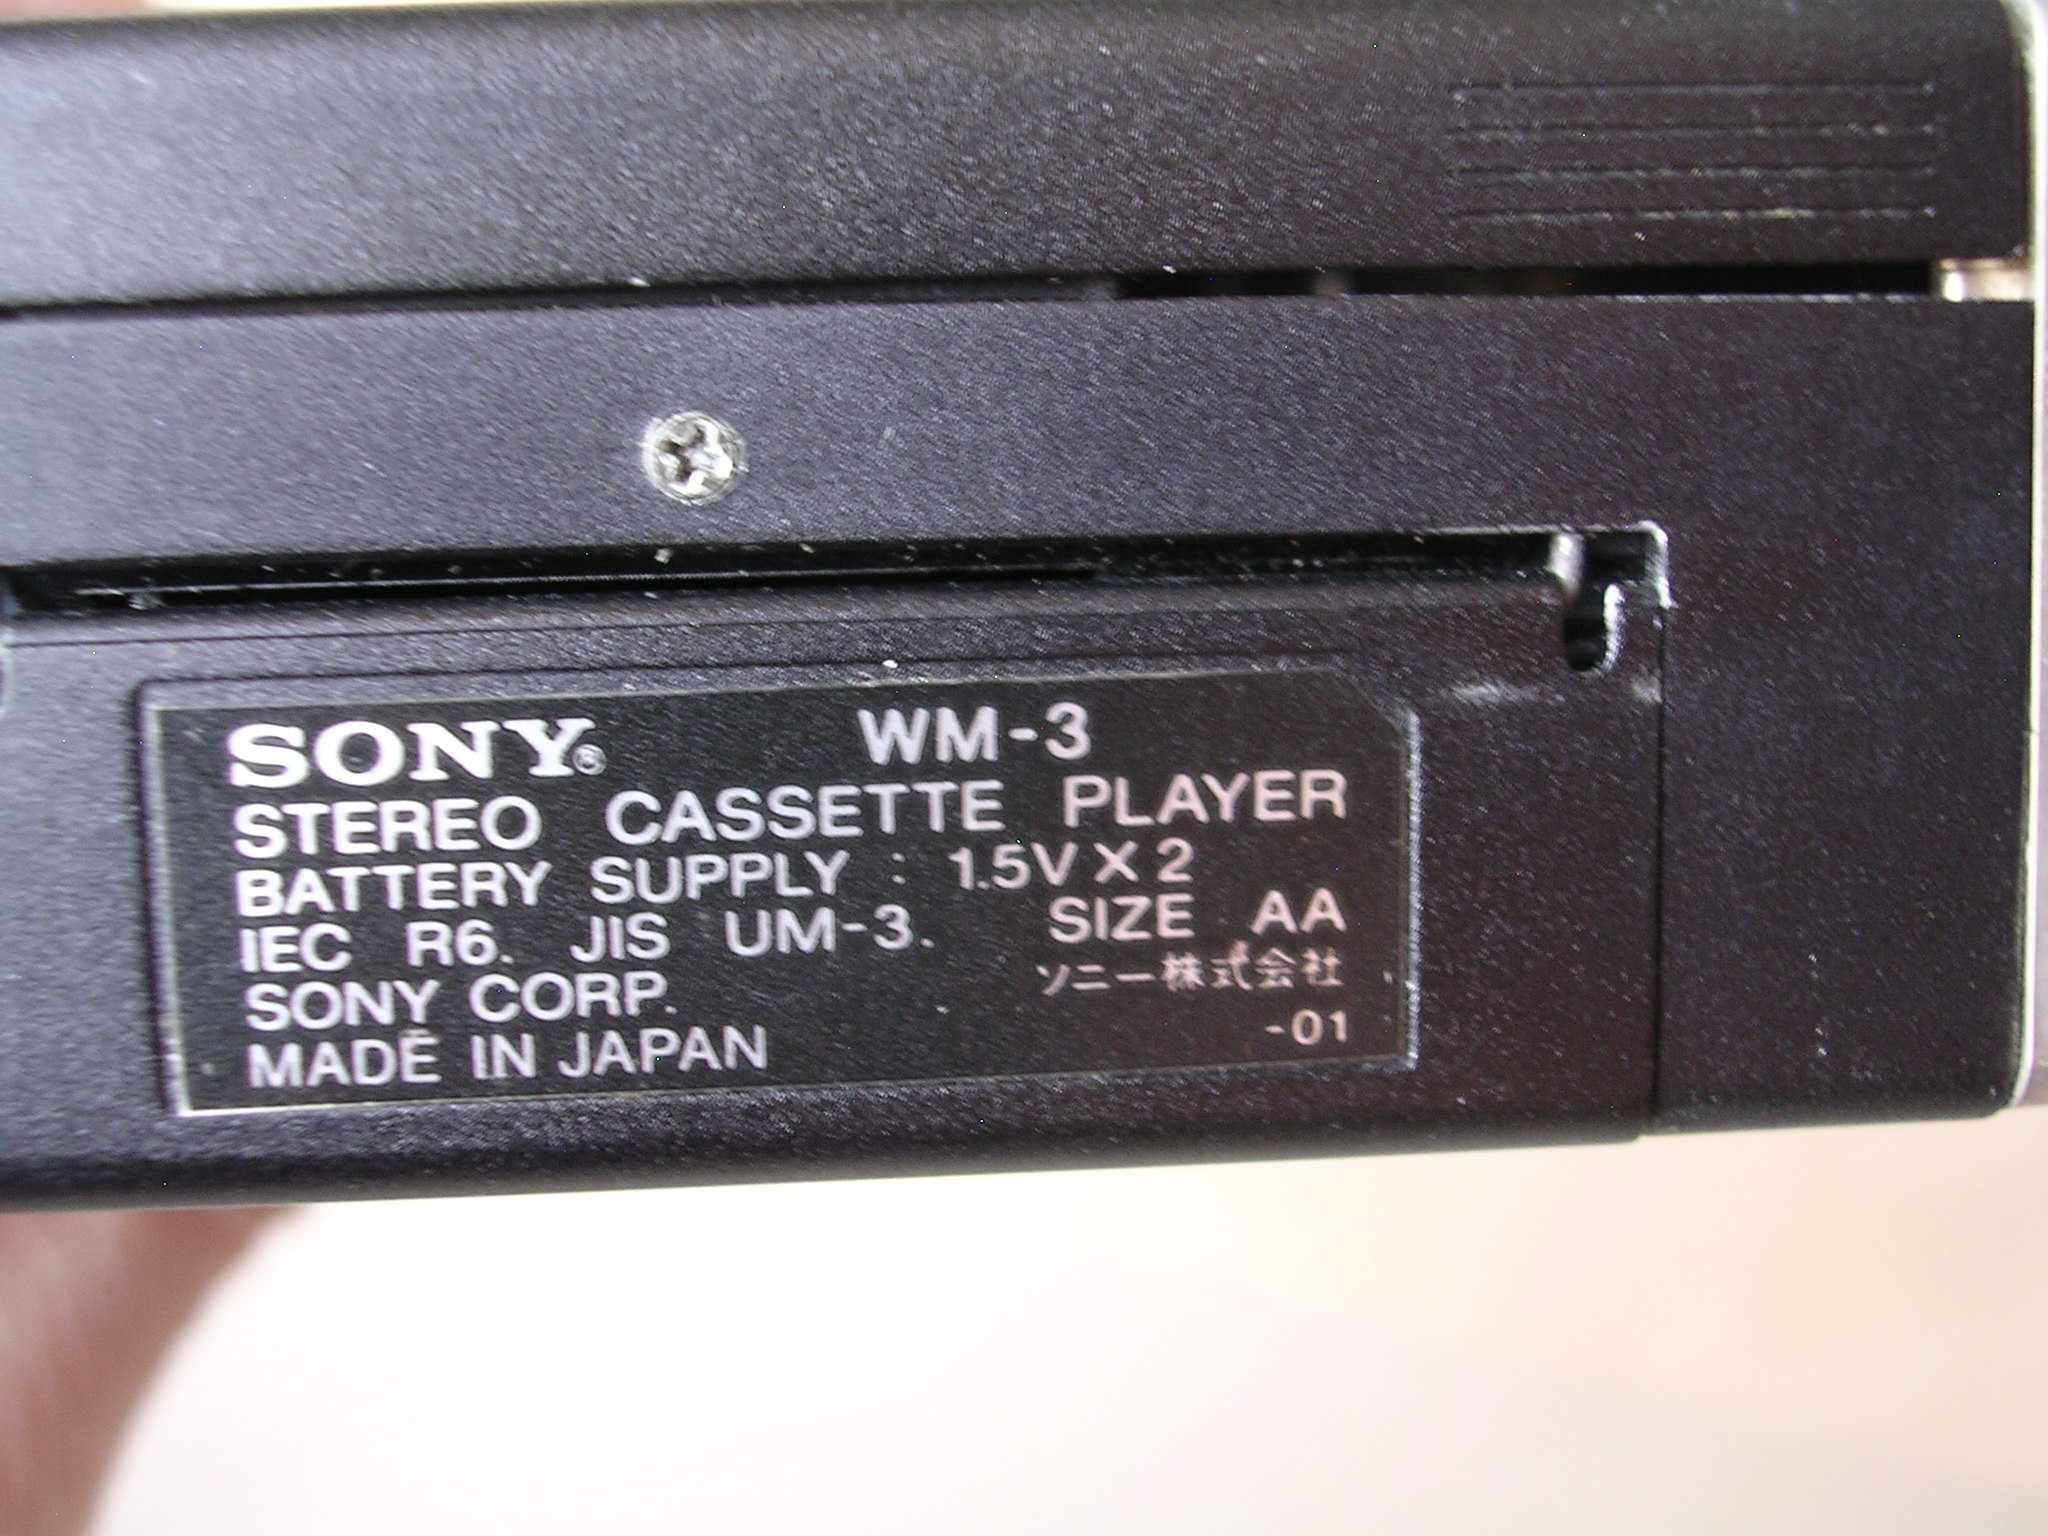 SONY® WM-3
STEREO CASSETTE PLAYER
BATTERY SUPPLY : 1.5V X 2
IEC R6. JIS UM-3. SIZE AA
SONY CORP. ソニー株式会社
MADE IN JAPAN -01